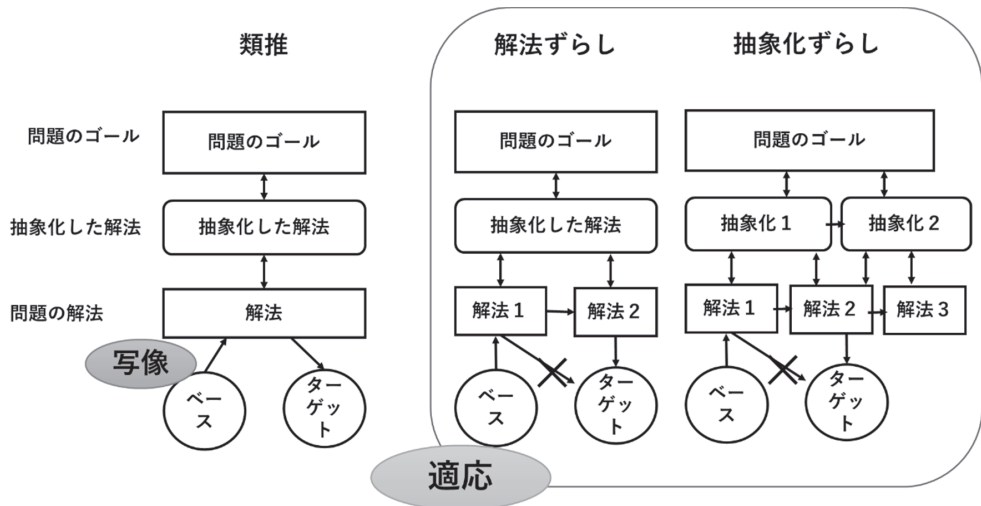 類推
解法ずらし
抽象化ずらし
問題のゴール
問題のゴール
問題のゴール
問題のゴール
抽象化した解法
抽象化した解法
抽象化した解法
抽象化１
抽象化２
問題の解法
解法
解法１
解法２
解法１
解法２
解法３
写像
ベー
ス
ター
ゲッ
ト
ベー
ス
ター
ゲッ
ト
ベー
ス
ター
ゲッ
ト
適応